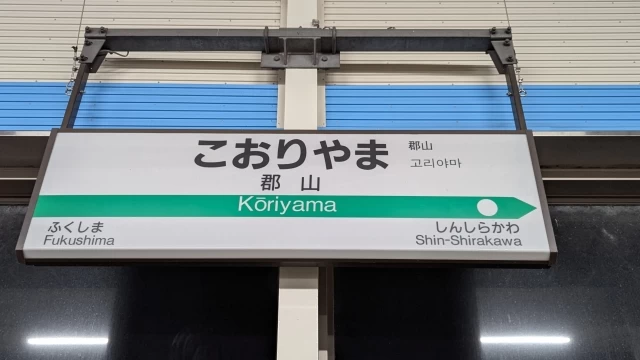 こおりやま
郡山
고리야마
郡山
Kōriyama
ふくしま
Fukushima
しんしらかわ
Shin-Shirakawa